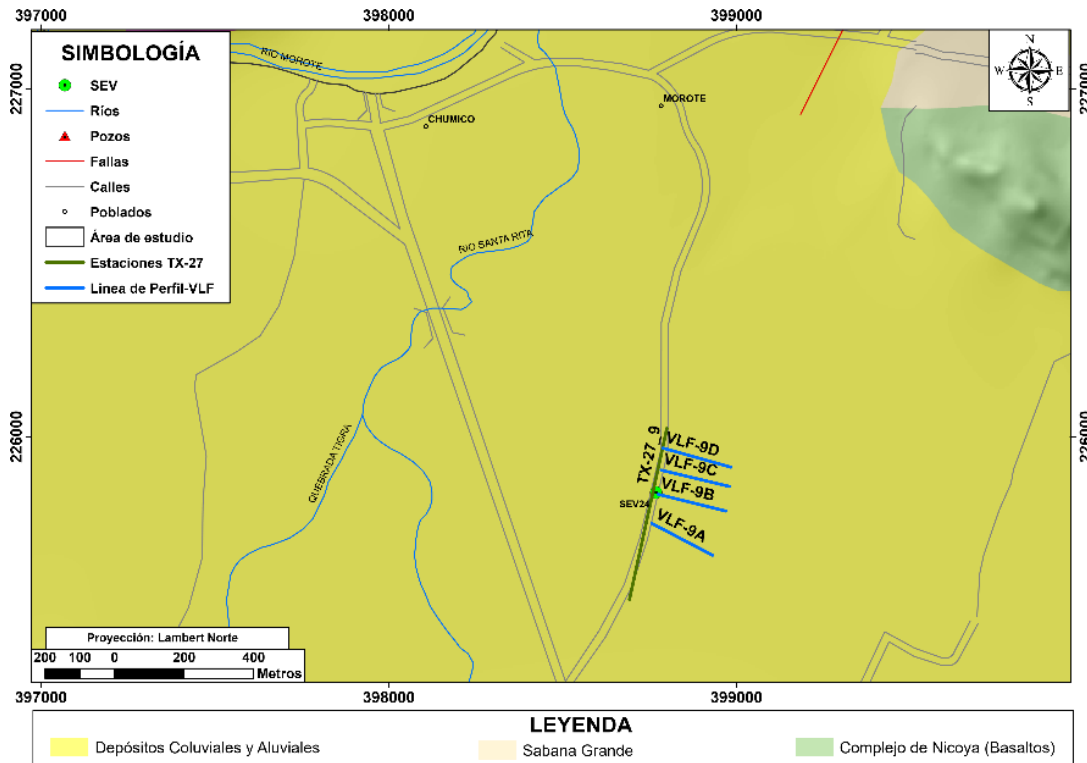 397000
398000
399000
SIMBOLOGÍA
SEV
Ríos
Pozos
Fallas
Calles
Poblados
Área de estudio
Estaciones TX-27
Linea de Perfil-VLF
N
W
E
S
227000
227000
RIO MOROTE
CHUMICO
MOROTE
RIO SANTA RITA
QUEBRADA TIGRA
226000
226000
TX-27_9
VLF-9D
VLF-9C
VLF-9B
SEV24
VLF-9A
Proyección: Lambert Norte
200 100 0 200 400
Metros
397000
398000
399000
LEYENDA
Depósitos Coluviales y Aluviales
Sabana Grande
Complejo de Nicoya (Basaltos)